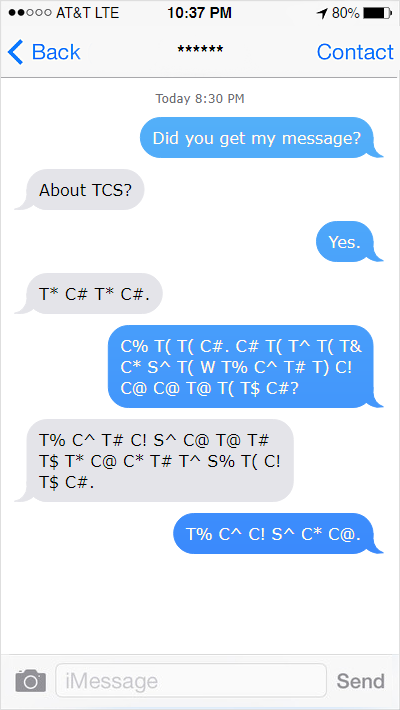 AT&T LTE 10:37 PM 80%
Back ****** Contact
Today 8:30 PM
Did you get my message?
About TCS?
Yes.
T* C# T* C#.
C% T( T( C#. C# T( T^ T( T&
C* S^ T( W T% C^ T# T) C!
C@ C@ T@ T( T$ C#?
T% C^ T# C! S^ C@ T@ T#
T$ T* C@ C* T# T^ S% T( C!
T$ C#.
T% C^ C! S^ C* C@.
iMessage Send